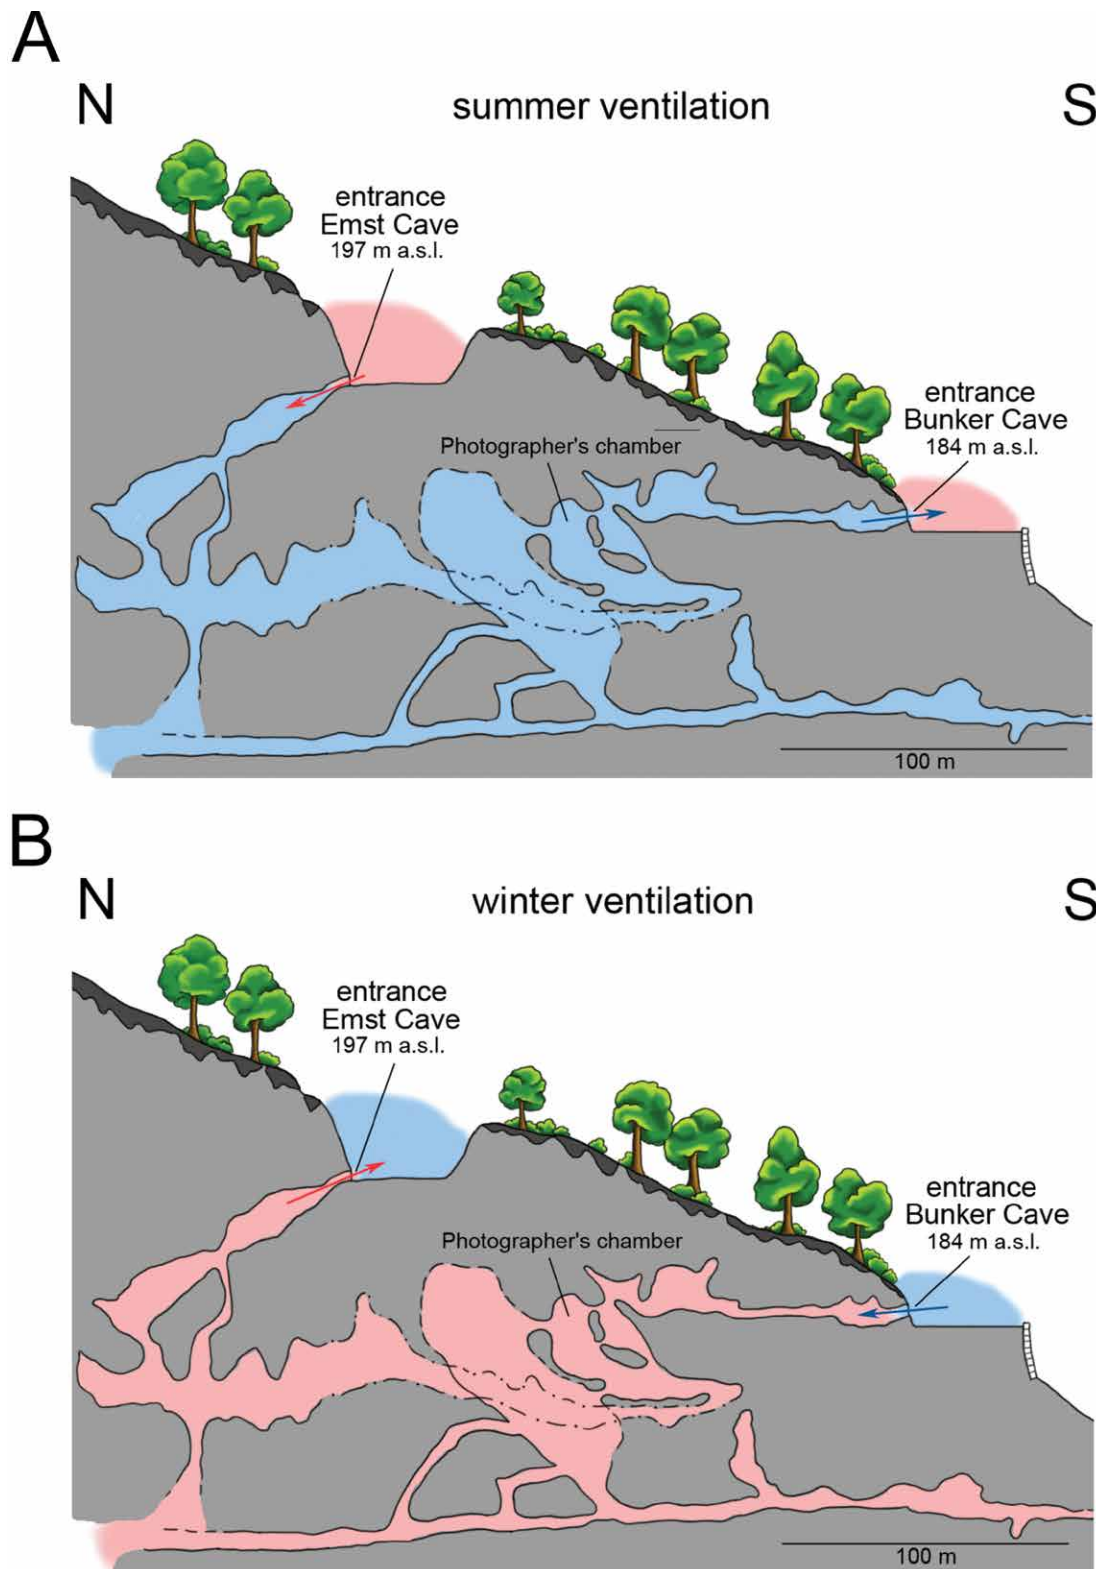 A
N
summer ventilation
S
entrance
Emst Cave
197 m a.s.l.
entrance
Bunker Cave
184 m a.s.l.
Photographer's chamber
100 m
B
N
winter ventilation
S
entrance
Emst Cave
197 m a.s.l.
entrance
Bunker Cave
184 m a.s.l.
Photographer's chamber
100 m